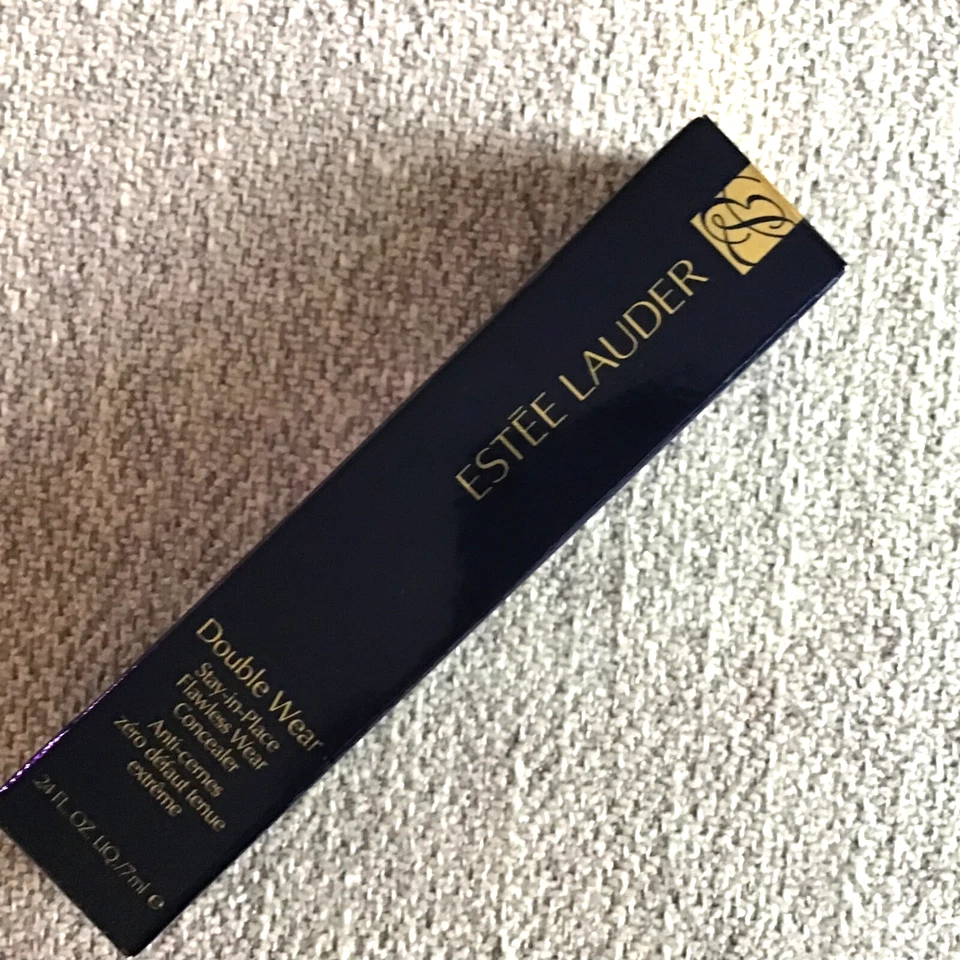 ESTĒE LAUDER
Double Wear
Stay-in-Place
Flawless Wear
Concealer
Anti-cernes
zéro défaut tenue
extrême
.24 FL. OZ. LIQ./7ml e